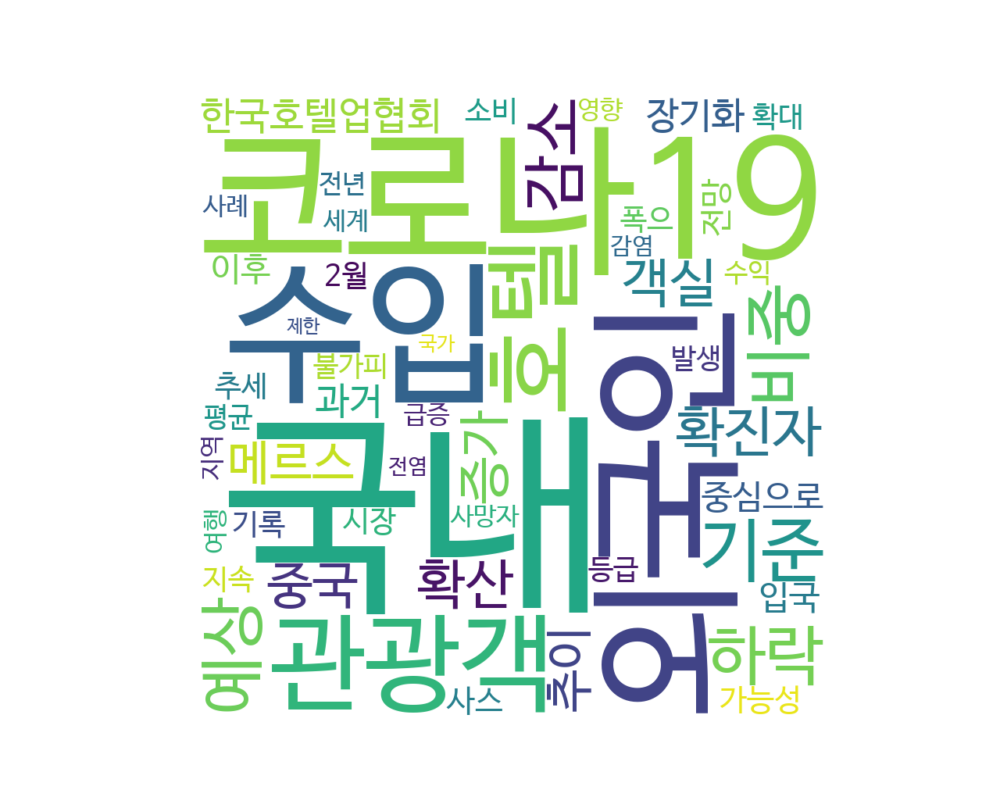 한국호텔업협회
소비
감소
영향
장기화
확대
코로나19
사례
전년
세계
폭으
전망
감염
이후
2월
호텔
객실
수익
수입
제한
국가
외국인
발생
비중
불가피
추세
과거
평균
급증
확진자
지역
메르스
전염
증가
국내
여행
기록
시장
사망자
중심으로
기준
지속
중국
확산
등급
입국
예상
관광객
사스
추이
하락
가능성